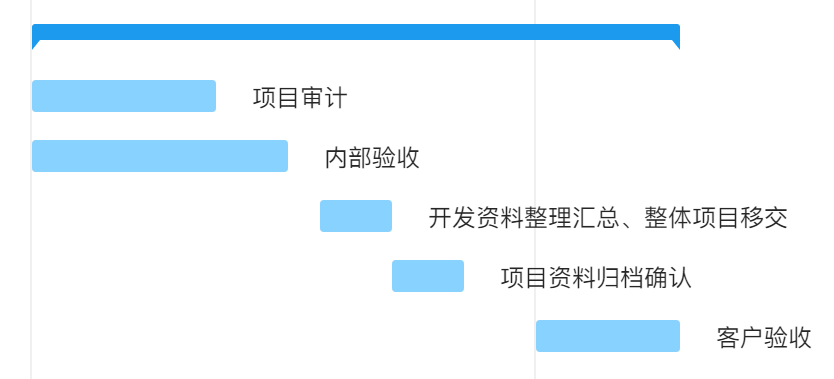 项目审计
内部验收
开发资料整理汇总、整体项目移交
项目资料归档确认
客户验收